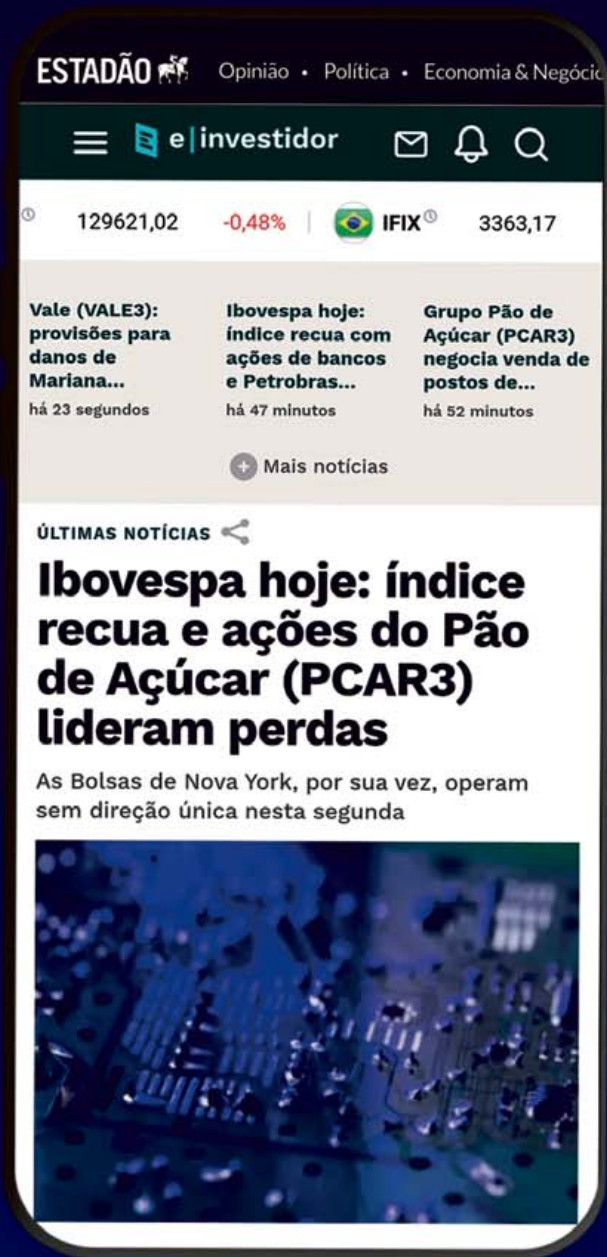 ESTADÃO Opinião • Política • Economia & Negócic
e|investidor
129621,02 -0,48% IFIX 3363,17
Vale (VALE3):
provisões para
danos de
Mariana...
há 23 segundos
Ibovespa hoje:
índice recua com
ações de bancos
e Petrobras...
há 47 minutos
Grupo Pão de
Açúcar (PCAR3)
negocia venda de
postos de...
há 52 minutos
+ Mais notícias
ÚLTIMAS NOTÍCIAS
Ibovespa hoje: índice
recua e ações do Pão
de Açúcar (PCAR3)
lideram perdas
As Bolsas de Nova York, por sua vez, operam
sem direção única nesta segunda